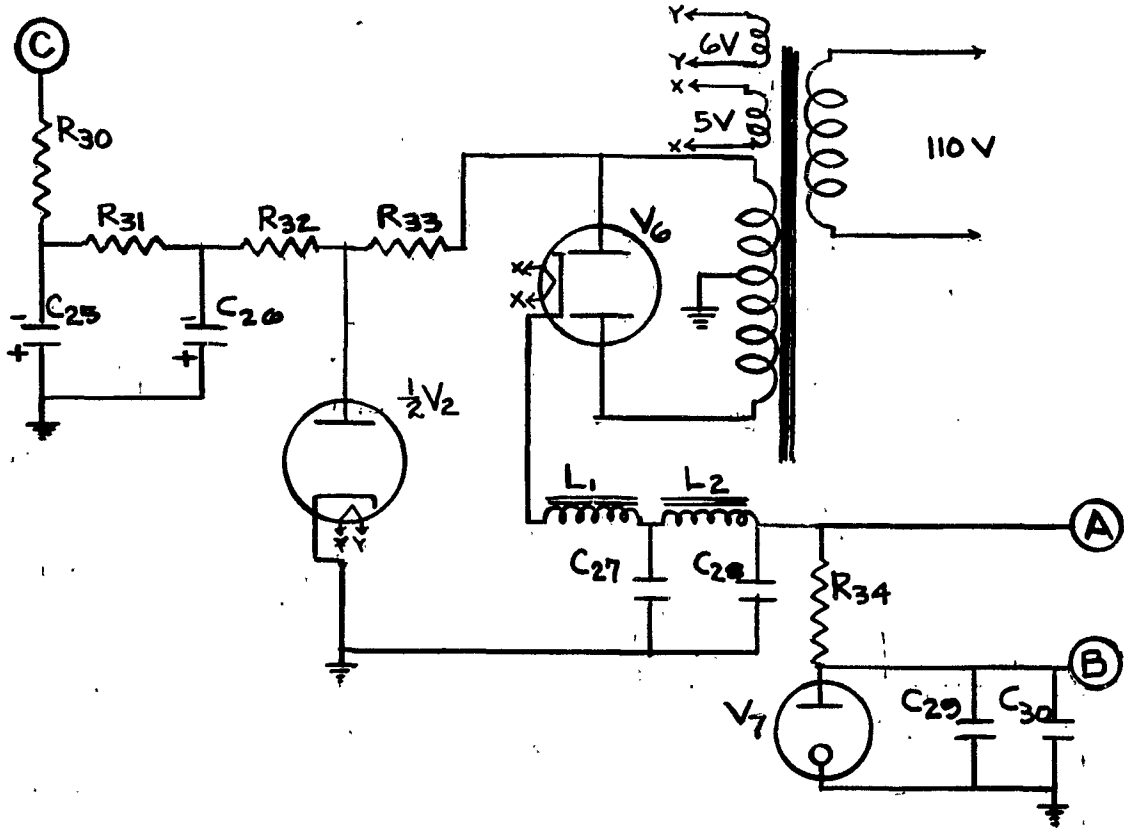 Y
6V
Y
X
5V
X
110 V
C
R30
R31
R32
R33
V6
X
X
- C25
+
- C26
+
½V2
Y Y
L1
L2
C27
C28
A
R34
B
V7
C29
C30